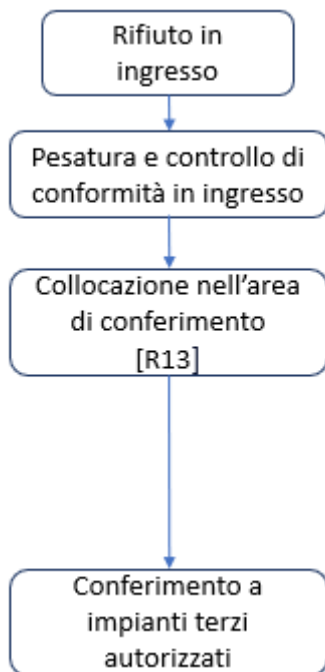 Rifiuto in
ingresso
Pesatura e controllo di
conformità in ingresso
Collocazione nell'area
di conferimento
[R13]
Conferimento a
impianti terzi
autorizzati